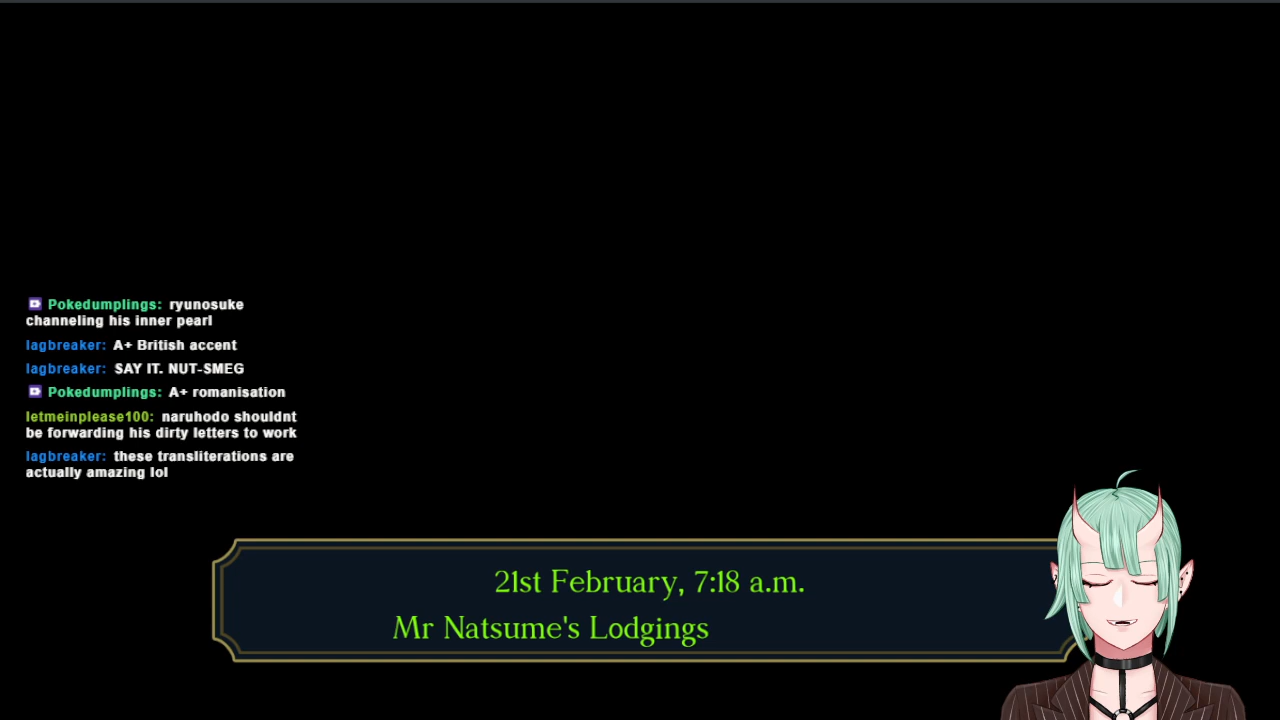 Pokedumplings: ryunosuke
channeling his inner pearl
lagbreaker: A+ British accent
lagbreaker: SAY IT. NUT-SMEG
Pokedumplings: A+ romanisation
letmeinplease100: naruhodo shouldnt
be forwarding his dirty letters to work
lagbreaker: these transliterations are
actually amazing lol
21st February, 7:18 a.m.
Mr Natsume's Lodgings